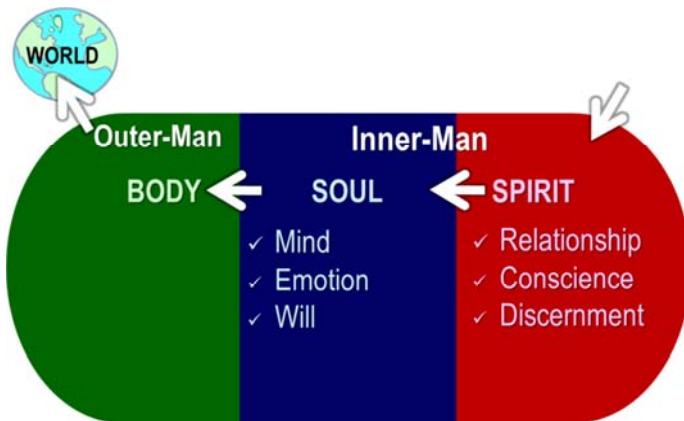 WORLD
Outer-Man
Inner-Man
BODY
SOUL
SPIRIT
✓ Mind
✓ Emotion
✓ Will
✓ Relationship
✓ Conscience
✓ Discernment